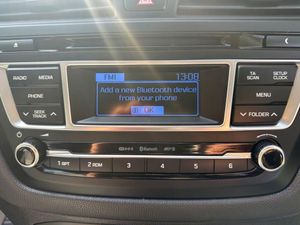 FM1 13:08
RADIO MEDIA
Add a new Bluetooth device
from your phone
TA SCAN
SETUP CLOCK
PHONE
MENU
OK
SEEK
TRACK
FOLDER
1 RPT
2 RDM
3
4
5
6
Bluetooth
MP3